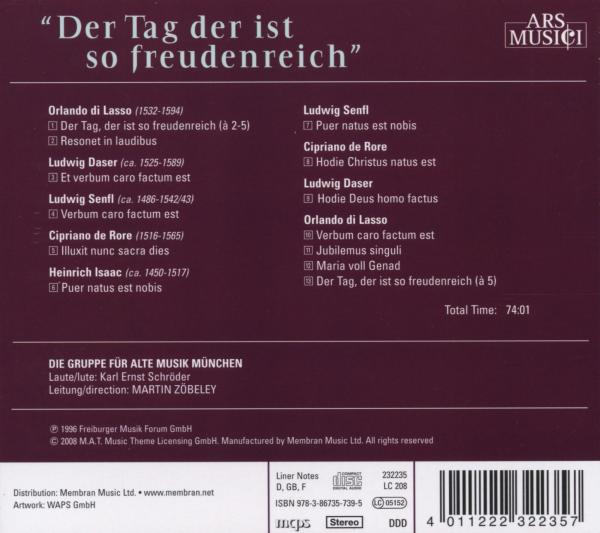 “Der Tag der ist
so freudenreich”
ARS
MUSICI
Orlando di Lasso (1532-1594)
1 Der Tag, der ist so freudenreich (à 2-5)
2 Resonet in laudibus
Ludwig Daser (ca. 1525-1589)
3 Et verbum caro factum est
Ludwig Senfl (ca. 1486-1542/43)
4 Verbum caro factum est
Cipriano de Rore (1516-1565)
5 Illuxit nunc sacra dies
Heinrich Isaac (ca. 1450-1517)
6 Puer natus est nobis
Ludwig Senfl
7 Puer natus est nobis
Cipriano de Rore
8 Hodie Christus natus est
Ludwig Daser
9 Hodie Deus homo factus
Orlando di Lasso
10 Verbum caro factum est
11 Jubilemus singuli
12 Maria voll Genad
13 Der Tag, der ist so freudenreich (à 5)
Total Time: 74:01
DIE GRUPPE FÜR ALTE MUSIK MÜNCHEN
Laute/lute: Karl Ernst Schröder
Leitung/direction: MARTIN ZÖBELEY
℗ 1996 Freiburger Musik Forum GmbH
© 2008 M.A.T. Music Theme Licensing GmbH. Manufactured by Membran Music Ltd. All rights reserved
Distribution: Membran Music Ltd. • www.membran.net
Artwork: WAPS GmbH
Liner Notes
D, GB, F
COMPACT
disc
DIGITAL AUDIO
232235
LC 208
ISBN 978-3-86735-739-5
LC 05152
mcps
Stereo
DDD
4 011222 322357